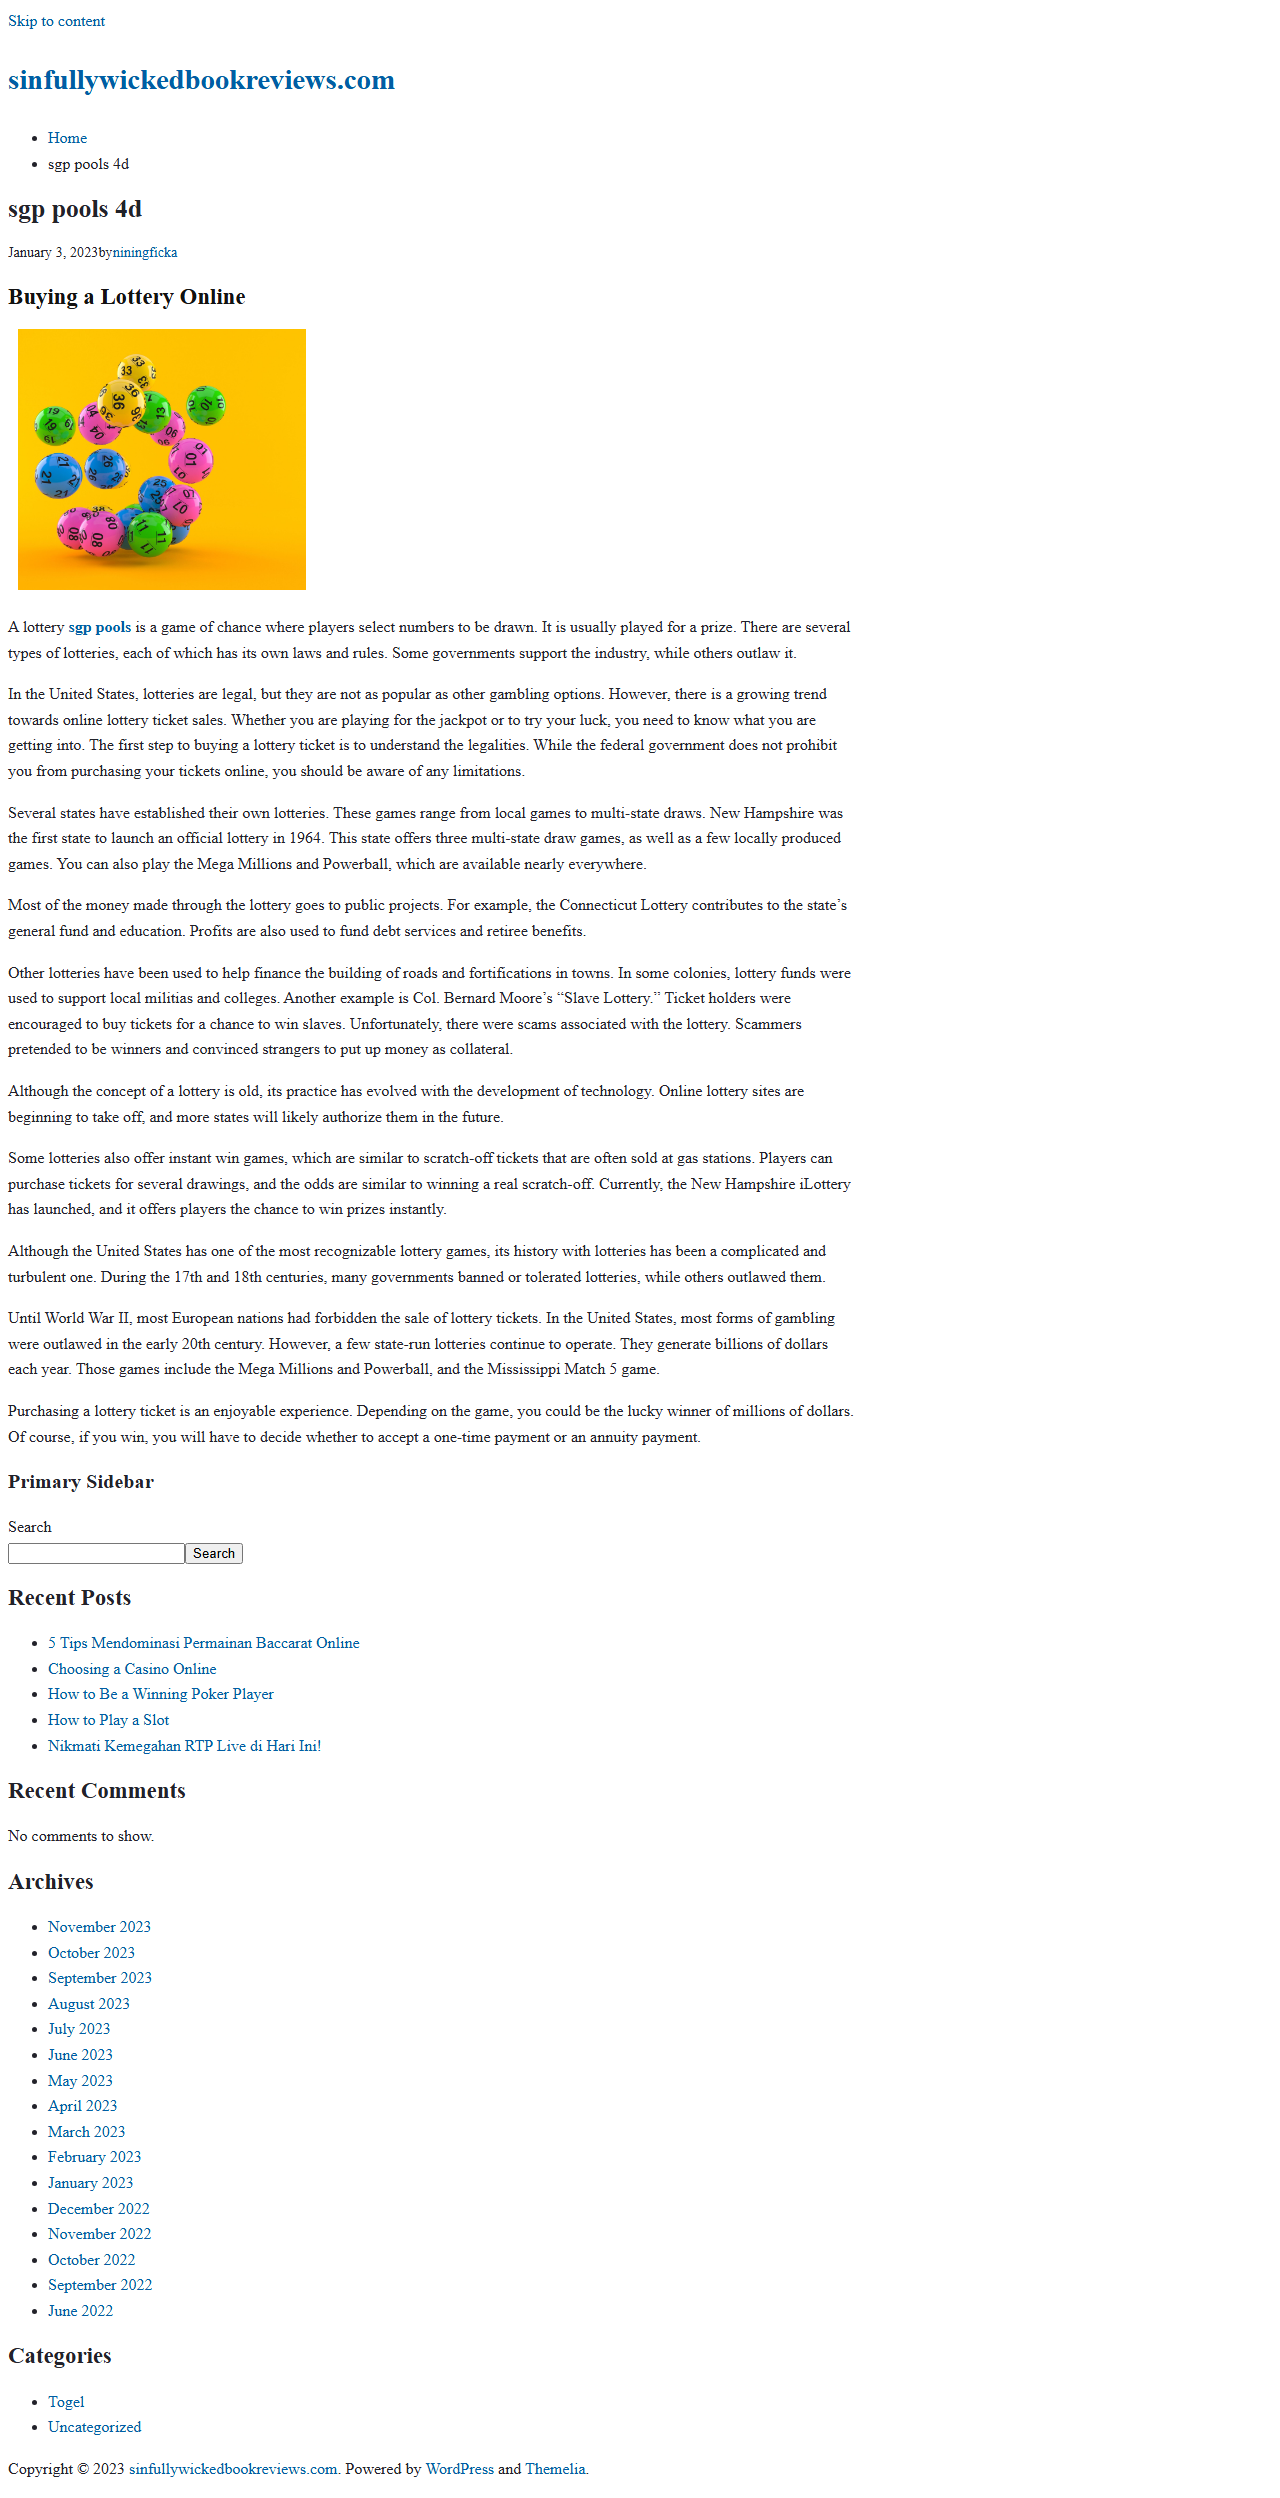 Skip to content
sinfullywickedbookreviews.com
Home
sgp pools 4d
sgp pools 4d
January 3, 2023byniningficka
Buying a Lottery Online
A lottery sgp pools is a game of chance where players select numbers to be drawn. It is usually played for a prize. There are several
types of lotteries, each of which has its own laws and rules. Some governments support the industry, while others outlaw it.
In the United States, lotteries are legal, but they are not as popular as other gambling options. However, there is a growing trend
towards online lottery ticket sales. Whether you are playing for the jackpot or to try your luck, you need to know what you are
getting into. The first step to buying a lottery ticket is to understand the legalities. While the federal government does not prohibit
you from purchasing your tickets online, you should be aware of any limitations.
Several states have established their own lotteries. These games range from local games to multi-state draws. New Hampshire was
the first state to launch an official lottery in 1964. This state offers three multi-state draw games, as well as a few locally produced
games. You can also play the Mega Millions and Powerball, which are available nearly everywhere.
Most of the money made through the lottery goes to public projects. For example, the Connecticut Lottery contributes to the state’s
general fund and education. Profits are also used to fund debt services and retiree benefits.
Other lotteries have been used to help finance the building of roads and fortifications in towns. In some colonies, lottery funds were
used to support local militias and colleges. Another example is Col. Bernard Moore’s “Slave Lottery.” Ticket holders were
encouraged to buy tickets for a chance to win slaves. Unfortunately, there were scams associated with the lottery. Scammers
pretended to be winners and convinced strangers to put up money as collateral.
Although the concept of a lottery is old, its practice has evolved with the development of technology. Online lottery sites are
beginning to take off, and more states will likely authorize them in the future.
Some lotteries also offer instant win games, which are similar to scratch-off tickets that are often sold at gas stations. Players can
purchase tickets for several drawings, and the odds are similar to winning a real scratch-off. Currently, the New Hampshire iLottery
has launched, and it offers players the chance to win prizes instantly.
Although the United States has one of the most recognizable lottery games, its history with lotteries has been a complicated and
turbulent one. During the 17th and 18th centuries, many governments banned or tolerated lotteries, while others outlawed them.
Until World War II, most European nations had forbidden the sale of lottery tickets. In the United States, most forms of gambling
were outlawed in the early 20th century. However, a few state-run lotteries continue to operate. They generate billions of dollars
each year. Those games include the Mega Millions and Powerball, and the Mississippi Match 5 game.
Purchasing a lottery ticket is an enjoyable experience. Depending on the game, you could be the lucky winner of millions of dollars.
Of course, if you win, you will have to decide whether to accept a one-time payment or an annuity payment.
Primary Sidebar
Search
Search
Recent Posts
5 Tips Mendominasi Permainan Baccarat Online
Choosing a Casino Online
How to Be a Winning Poker Player
How to Play a Slot
Nikmati Kemegahan RTP Live di Hari Ini!
Recent Comments
No comments to show.
Archives
November 2023
October 2023
September 2023
August 2023
July 2023
June 2023
May 2023
April 2023
March 2023
February 2023
January 2023
December 2022
November 2022
October 2022
September 2022
June 2022
Categories
Togel
Uncategorized
Copyright © 2023 sinfullywickedbookreviews.com. Powered by WordPress and Themelia.